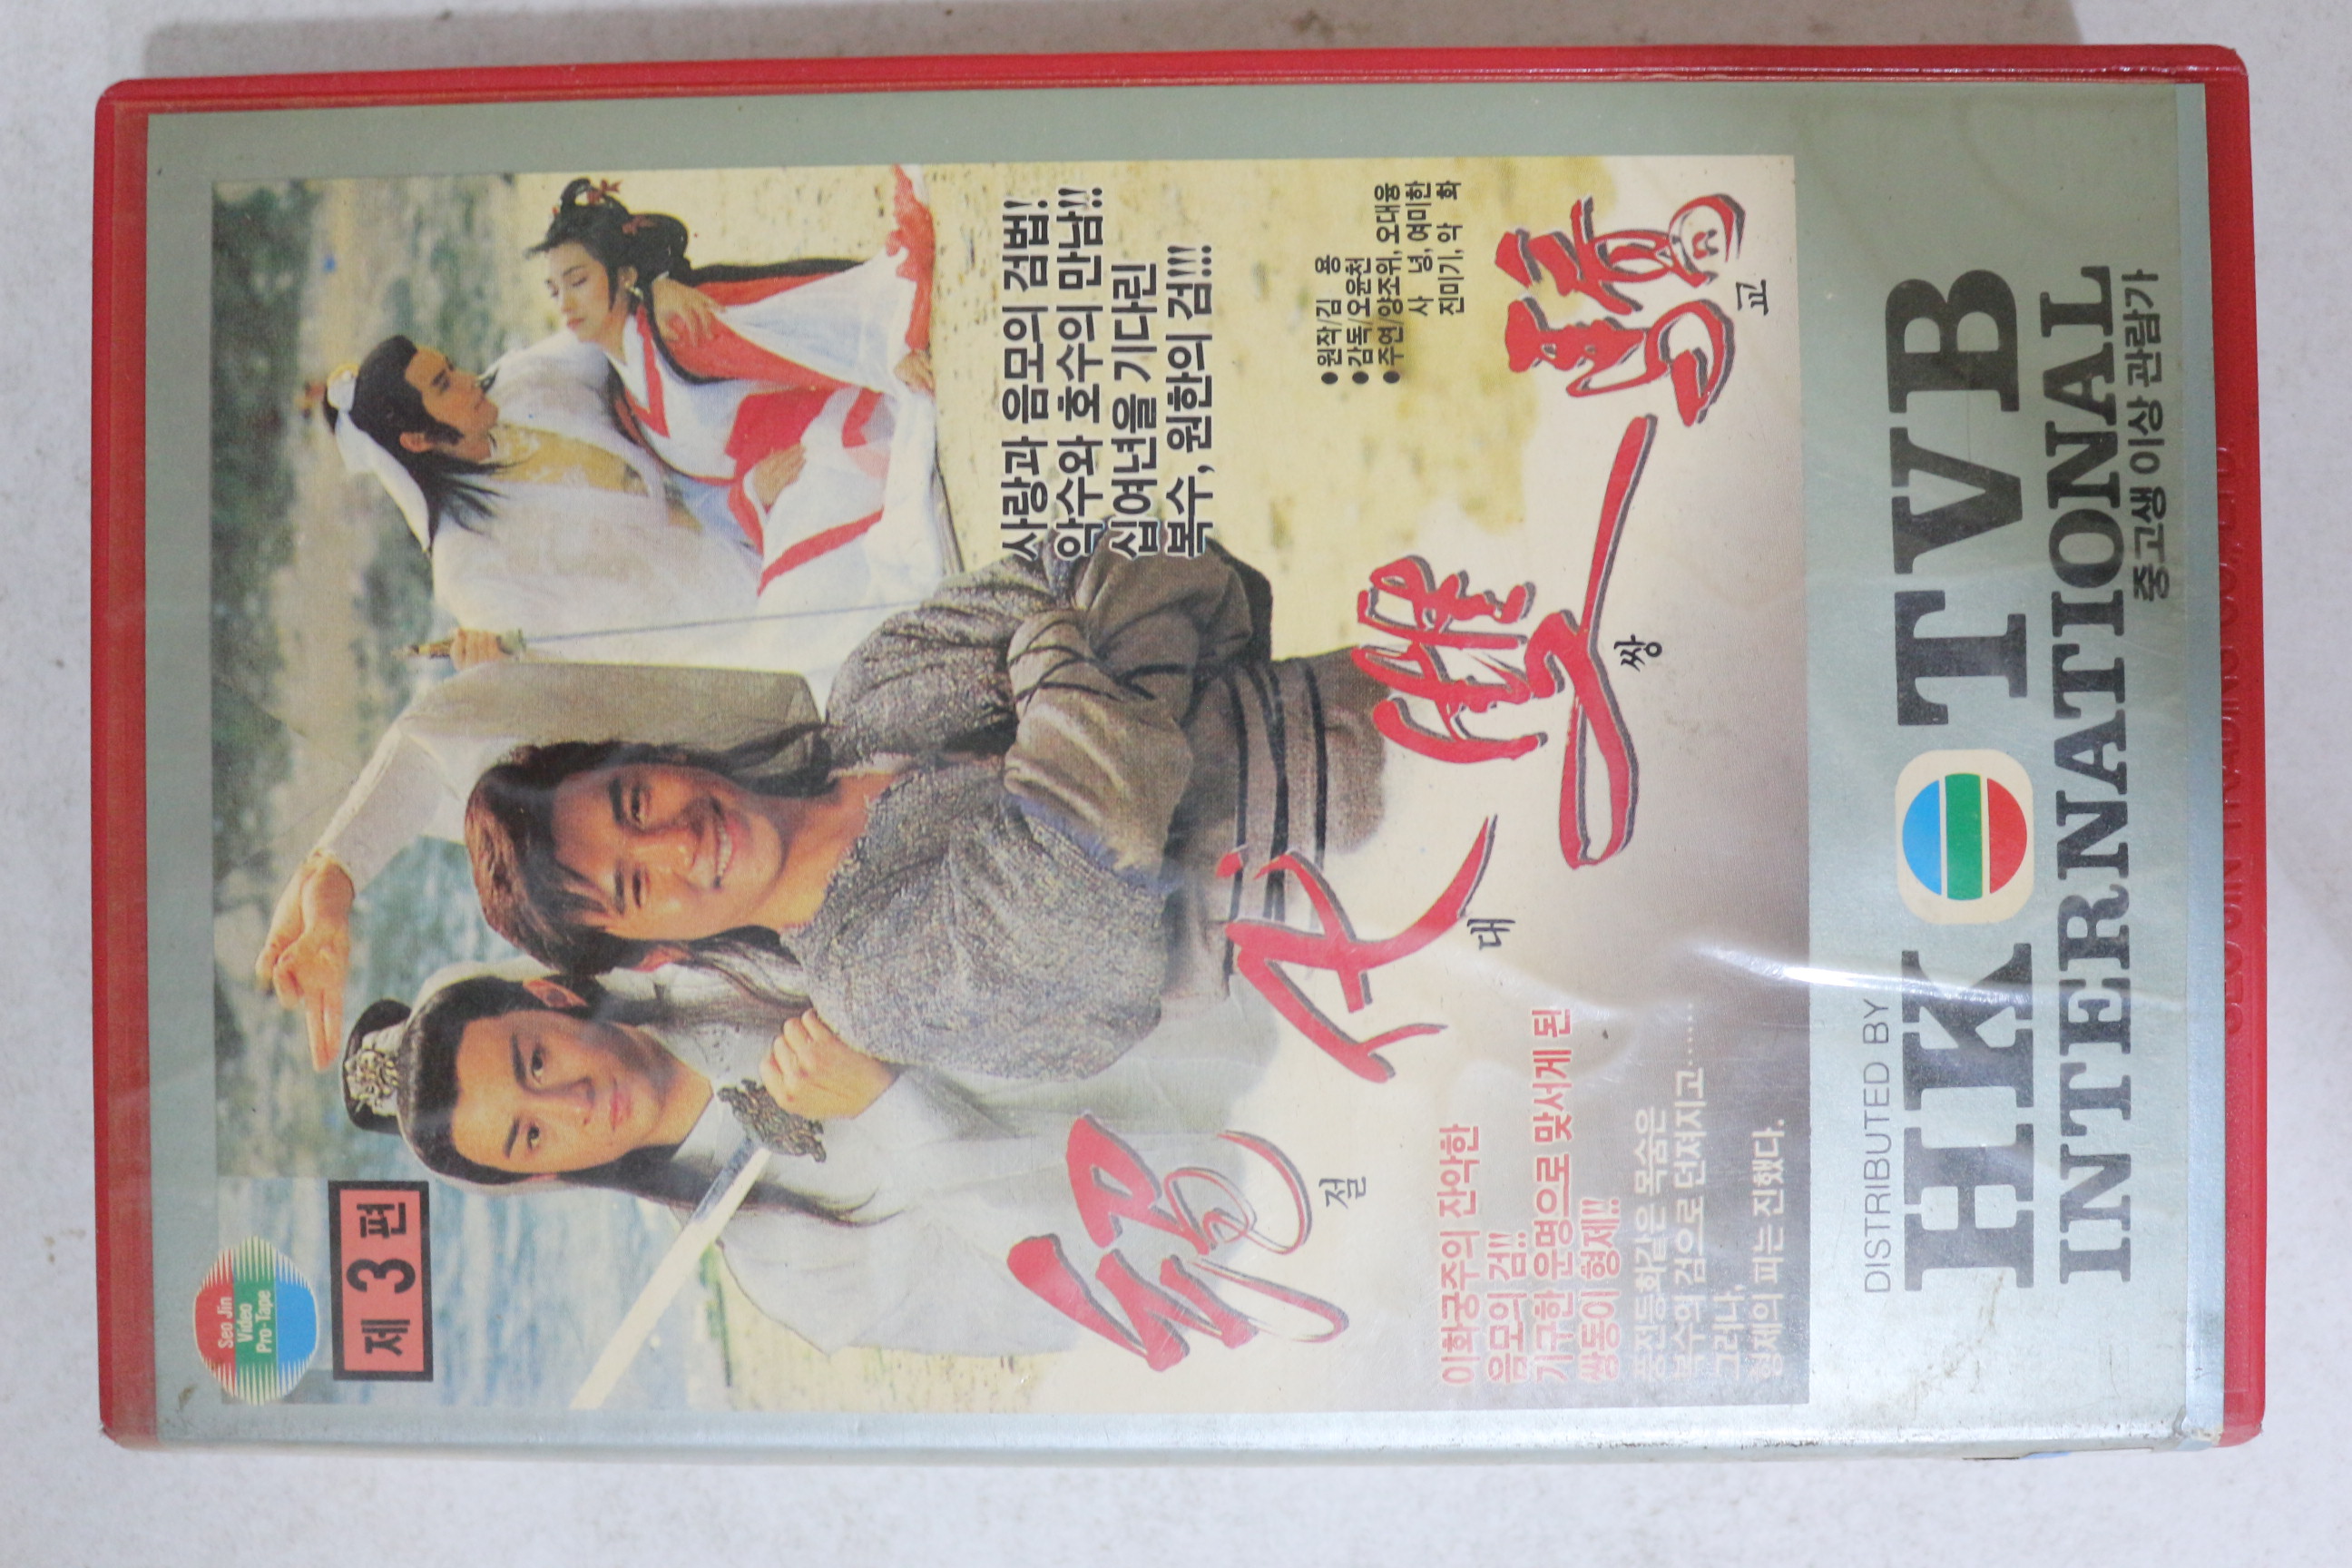 Seo Jin
Video
Pro-Tape
제 3 편
사랑과 음모의 검법!
악수와 호수의 만남!!
십여년을 기다린
복수, 원한의 검!!!
●원작/김 용
●감독/오윤천
●주연/양조위, 오대융
사 녕, 여미한
진미기, 악 화
絕代雙驕
절 대 쌍 교
이화궁주의 잔악한
음모의 검!!
기구한 운명으로 맞서게 된
쌍둥이 형제!!
풍전등화같은 목숨은
복수의 검으로 던져지고……
그러나,
형제의 피는 진했다.
DISTRIBUTED BY
HK TVB
INTERNATIONAL
중고생 이상 관람가